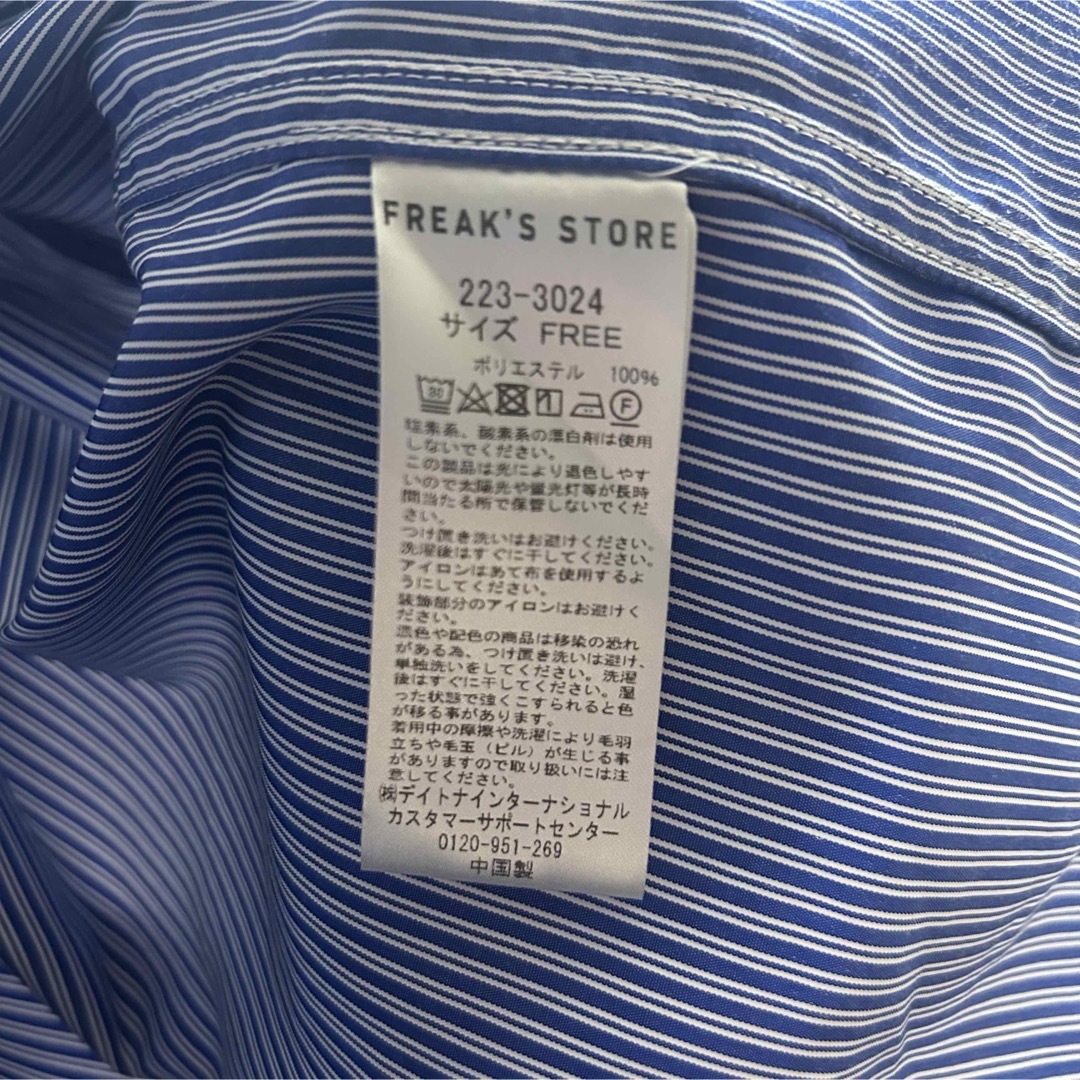 FREAK'S STORE
223-3024
サイズ FREE
ポリエステル 100%
30
F
塩素系、酸素系の漂白剤は使用
しないでください。
この製品は光により退色しやす
いので太陽光や蛍光灯等が長時
間当たる所で保管しないでくだ
さい。
つけ置き洗いはお避けください。
洗濯後はすぐに干してください。
アイロンはあて布を使用するよ
うにしてください。
装飾部分のアイロンはお避けく
ださい。
濃色や配色の商品は移染の恐れ
がある為、つけ置き洗いは避け、
単独洗いをしてください。洗濯
後はすぐに干してください。湿
った状態で強くこすられると色
が移る事があります。
着用中の摩擦や洗濯により毛羽
立ちや毛玉（ピル）が生じる事
がありますので取り扱いには注
意してください。
㈱デイトナインターナショナル
カスタマーサポートセンター
0120-951-269
中国製